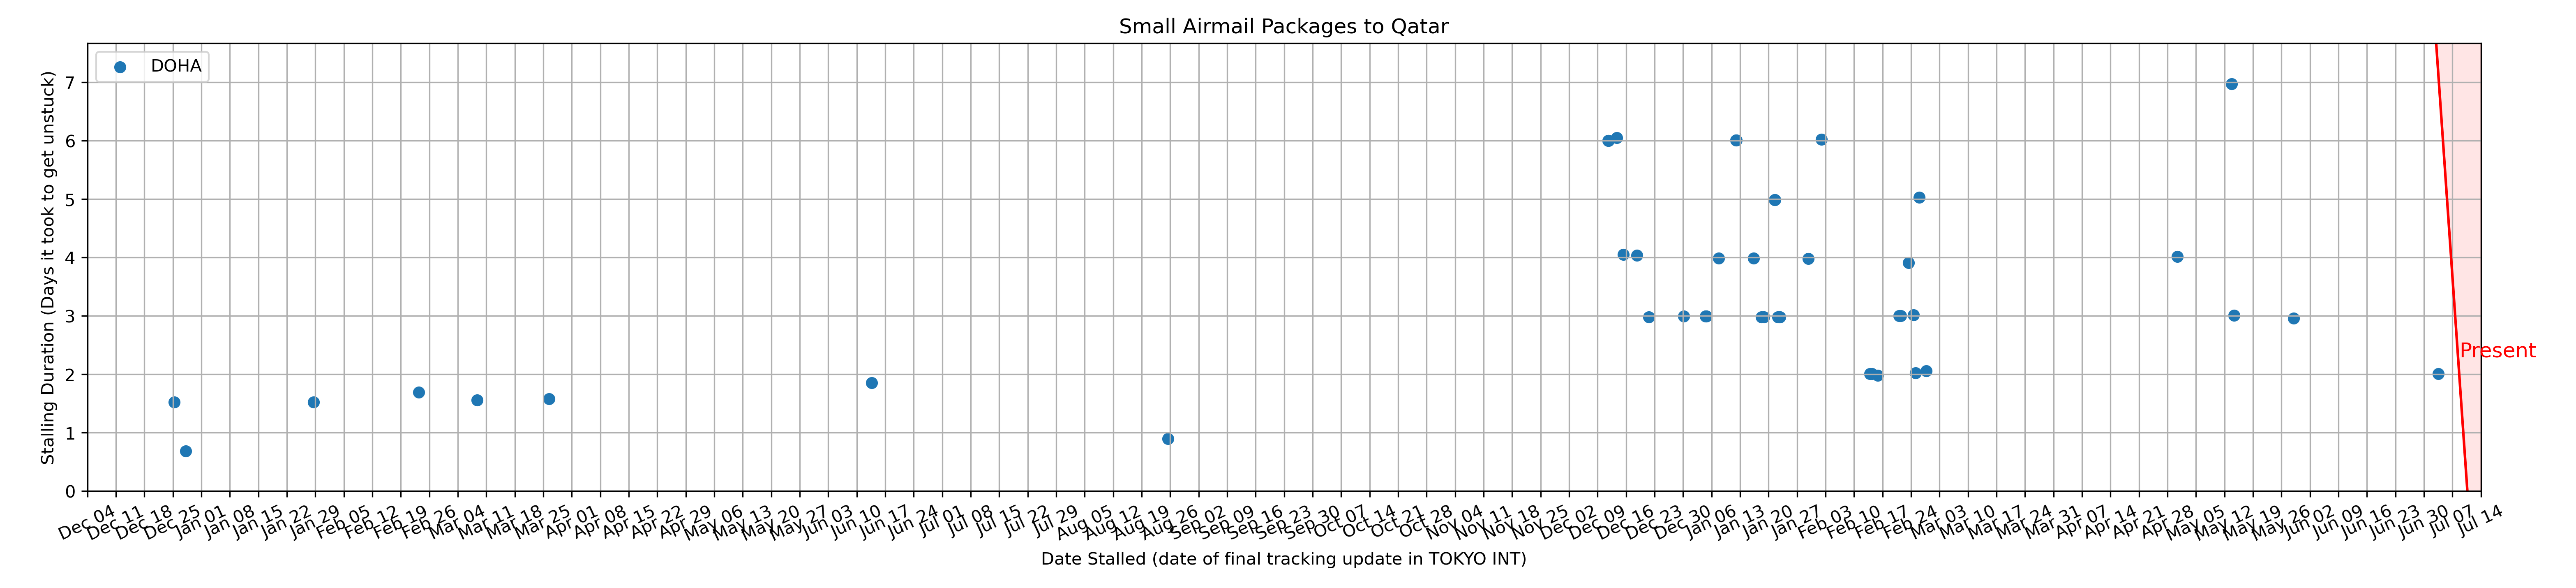 Small Airmail Packages to Qatar
DOHA
Stalling Duration (Days it took to get unstuck)
7
6
5
4
3
2
1
0
Present
Dec 04
Dec 11
Dec 18
Dec 25
Jan 01
Jan 08
Jan 15
Jan 22
Jan 29
Feb 05
Feb 12
Feb 19
Feb 26
Mar 04
Mar 11
Mar 18
Mar 25
Apr 01
Apr 08
Apr 15
Apr 22
Apr 29
May 06
May 13
May 20
May 27
Jun 03
Jun 10
Jun 17
Jun 24
Jul 01
Jul 08
Jul 15
Jul 22
Jul 29
Aug 05
Aug 12
Aug 19
Aug 26
Sep 02
Sep 09
Sep 16
Sep 23
Sep 30
Oct 07
Oct 14
Oct 21
Oct 28
Nov 04
Nov 11
Nov 18
Nov 25
Dec 02
Dec 09
Dec 16
Dec 23
Dec 30
Jan 06
Jan 13
Jan 20
Jan 27
Feb 03
Feb 10
Feb 17
Feb 24
Mar 03
Mar 10
Mar 17
Mar 24
Mar 31
Apr 07
Apr 14
Apr 21
Apr 28
May 05
May 12
May 19
May 26
Jun 02
Jun 09
Jun 16
Jun 23
Jun 30
Jul 07
Jul 14
Date Stalled (date of final tracking update in TOKYO INT)